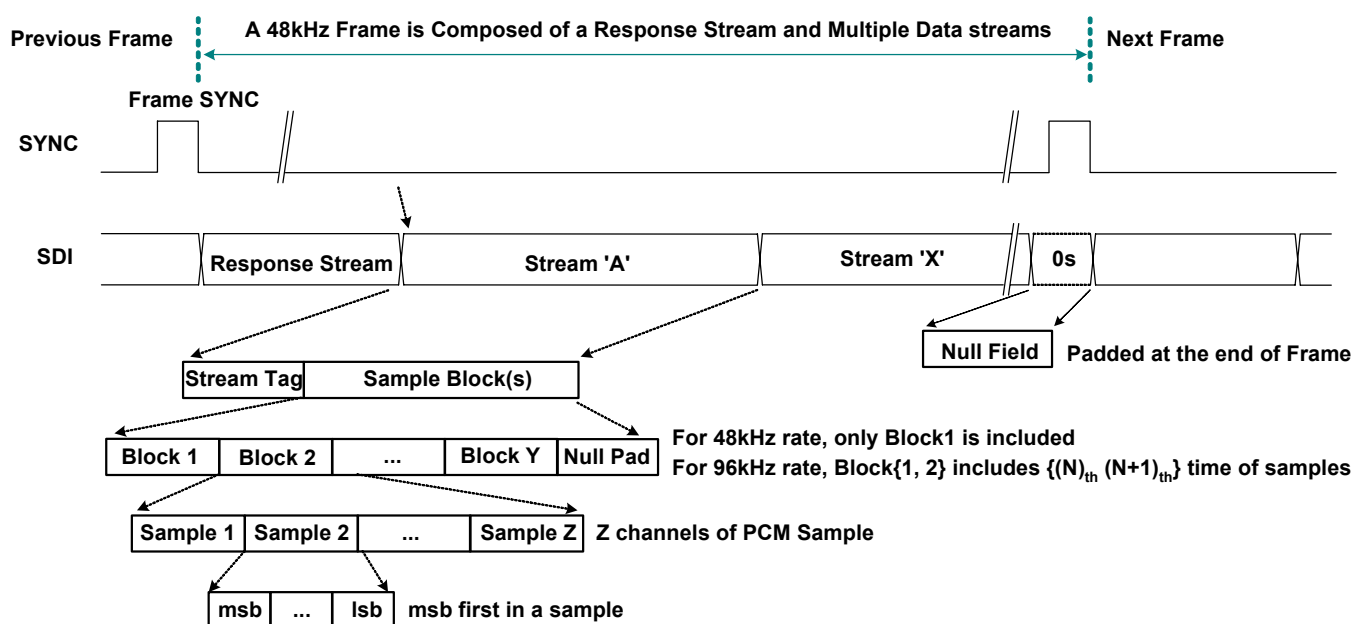 A 48kHz Frame is Composed of a Response Stream and Multiple Data streams
Previous Frame
Next Frame
Frame SYNC
SYNC
SDI
Response Stream
Stream 'A'
Stream 'X'
0s
Null Field
Padded at the end of Frame
Stream Tag
Sample Block(s)
Block 1
Block 2
...
Block Y
Null Pad
For 48kHz rate, only Block1 is included
For 96kHz rate, Block{1, 2} includes {(N)th (N+1)th} time of samples
Sample 1
Sample 2
...
Sample Z
Z channels of PCM Sample
msb
...
lsb
msb first in a sample